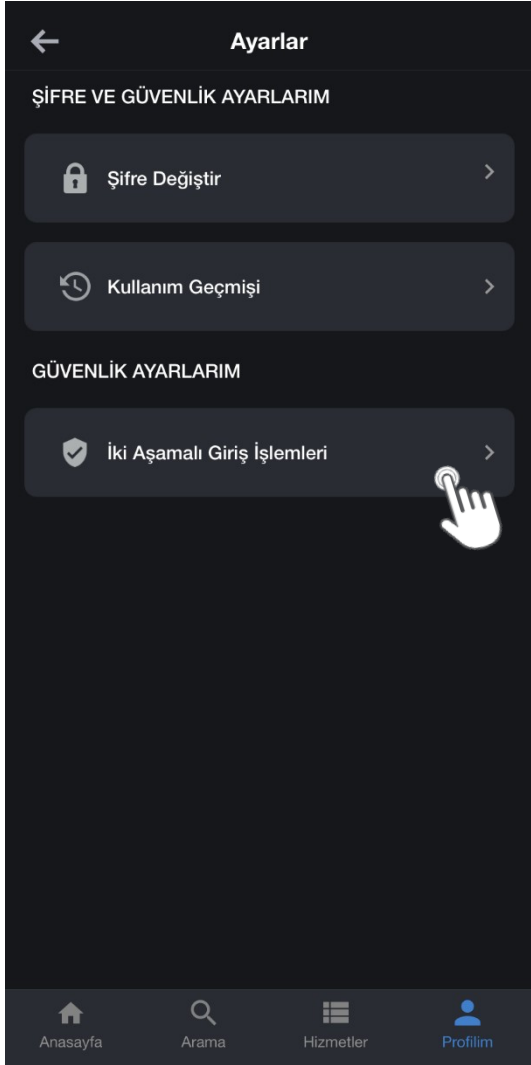 Ayarlar
ŞİFRE VE GÜVENLİK AYARLARIM
Şifre Değiştir
Kullanım Geçmişi
GÜVENLİK AYARLARIM
İki Aşamalı Giriş İşlemleri
Anasayfa
Arama
Hizmetler
Profilim